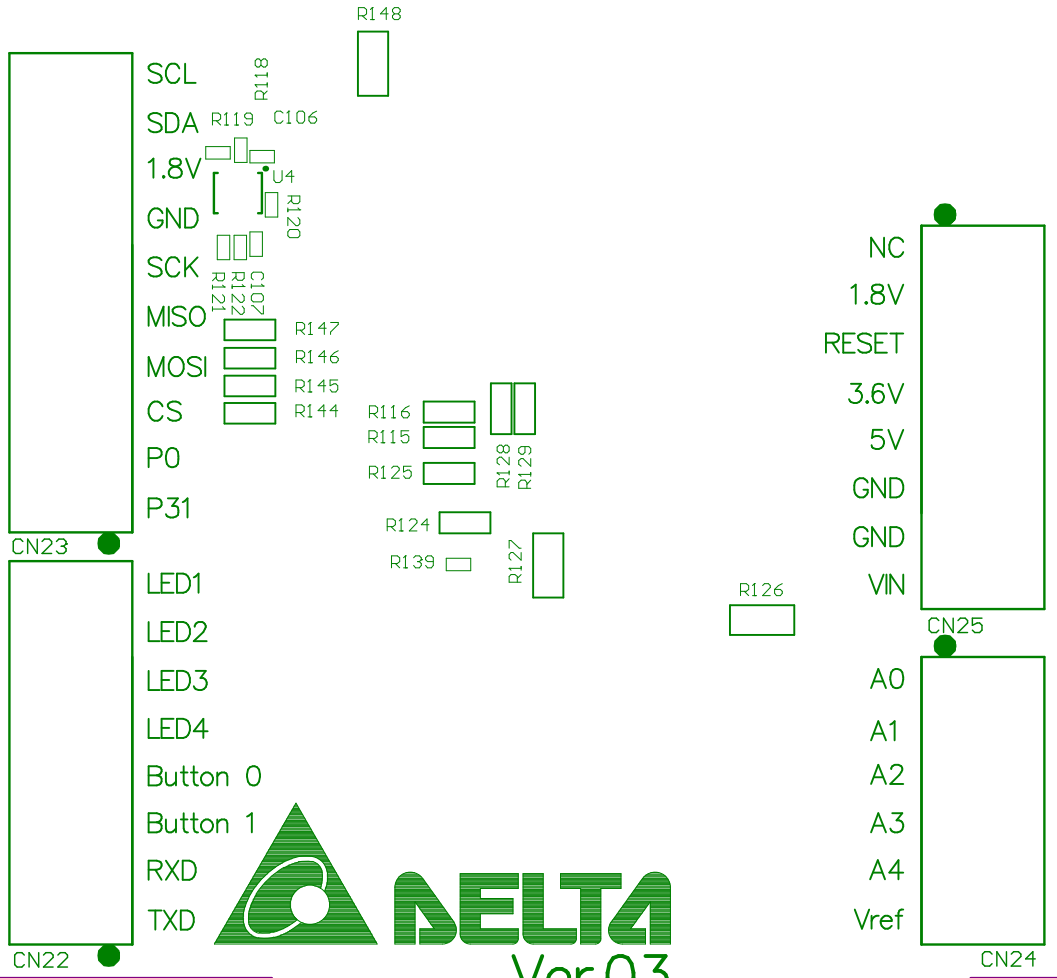 R148
SCL
R118
R119
C106
SDA
1.8V
U4
R120
GND
NC
SCK
R121
R122
C107
1.8V
MISO
R147
RESET
MOSI
R146
R145
3.6V
CS
R144
R116
R115
5V
P0
R125
R128
R129
GND
P31
R124
GND
CN23
R139
R127
LED1
R126
VIN
LED2
CN25
LED3
A0
LED4
A1
Button 0
A2
Button 1
A3
RXD
DELTA
A4
TXD
Vref
CN22
CN24
Ver.03